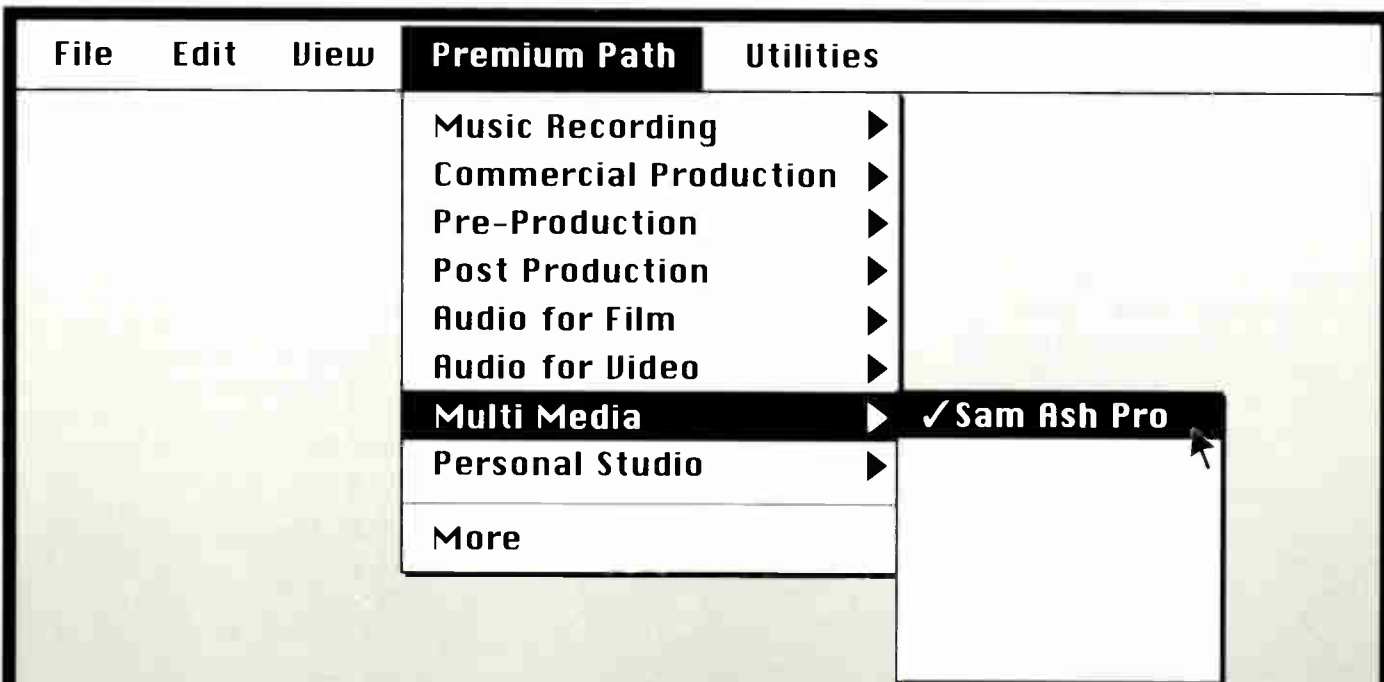 File Edit View Premium Path Utilities
Music Recording
Commercial Production
Pre-Production
Post Production
Audio for Film
Audio for Video
Multi Media ✓Sam Ash Pro
Personal Studio
More